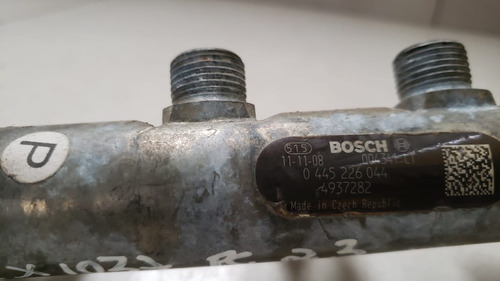 P
515 BOSCH
11-11-08
0 445 226 044
4937282
Made in Czech Republic